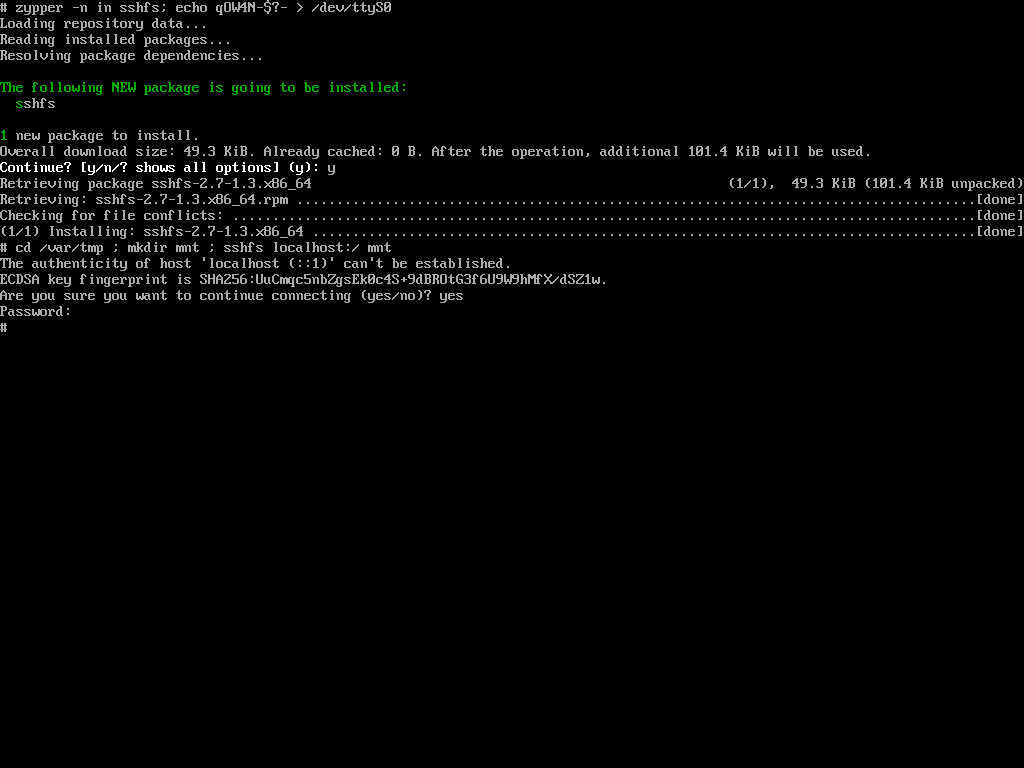 # zypper -n in sshfs; echo qOW4N-$?- > /dev/ttyS0
Loading repository data...
Reading installed packages...
Resolving package dependencies...
The following NEW package is going to be installed:
  sshfs
1 new package to install.
Overall download size: 49.3 KiB. Already cached: 0 B. After the operation, additional 101.4 KiB will be used.
Continue? [y/n/? shows all options] (y): y
Retrieving package sshfs-2.7-1.3.x86_64 (1/1),  49.3 KiB (101.4 KiB unpacked)
Retrieving: sshfs-2.7-1.3.x86_64.rpm .....................................................................................[done]
Checking for file conflicts: .............................................................................................[done]
(1/1) Installing: sshfs-2.7-1.3.x86_64 ...................................................................................[done]
# cd /var/tmp ; mkdir mnt ; sshfs localhost:/ mnt
The authenticity of host 'localhost (::1)' can't be established.
ECDSA key fingerprint is SHA256:UuCmqc5nbZgsEk0c4S+9dBROtG3f6U9W9hMfX/dSZ1w.
Are you sure you want to continue connecting (yes/no)? yes
Password:
#